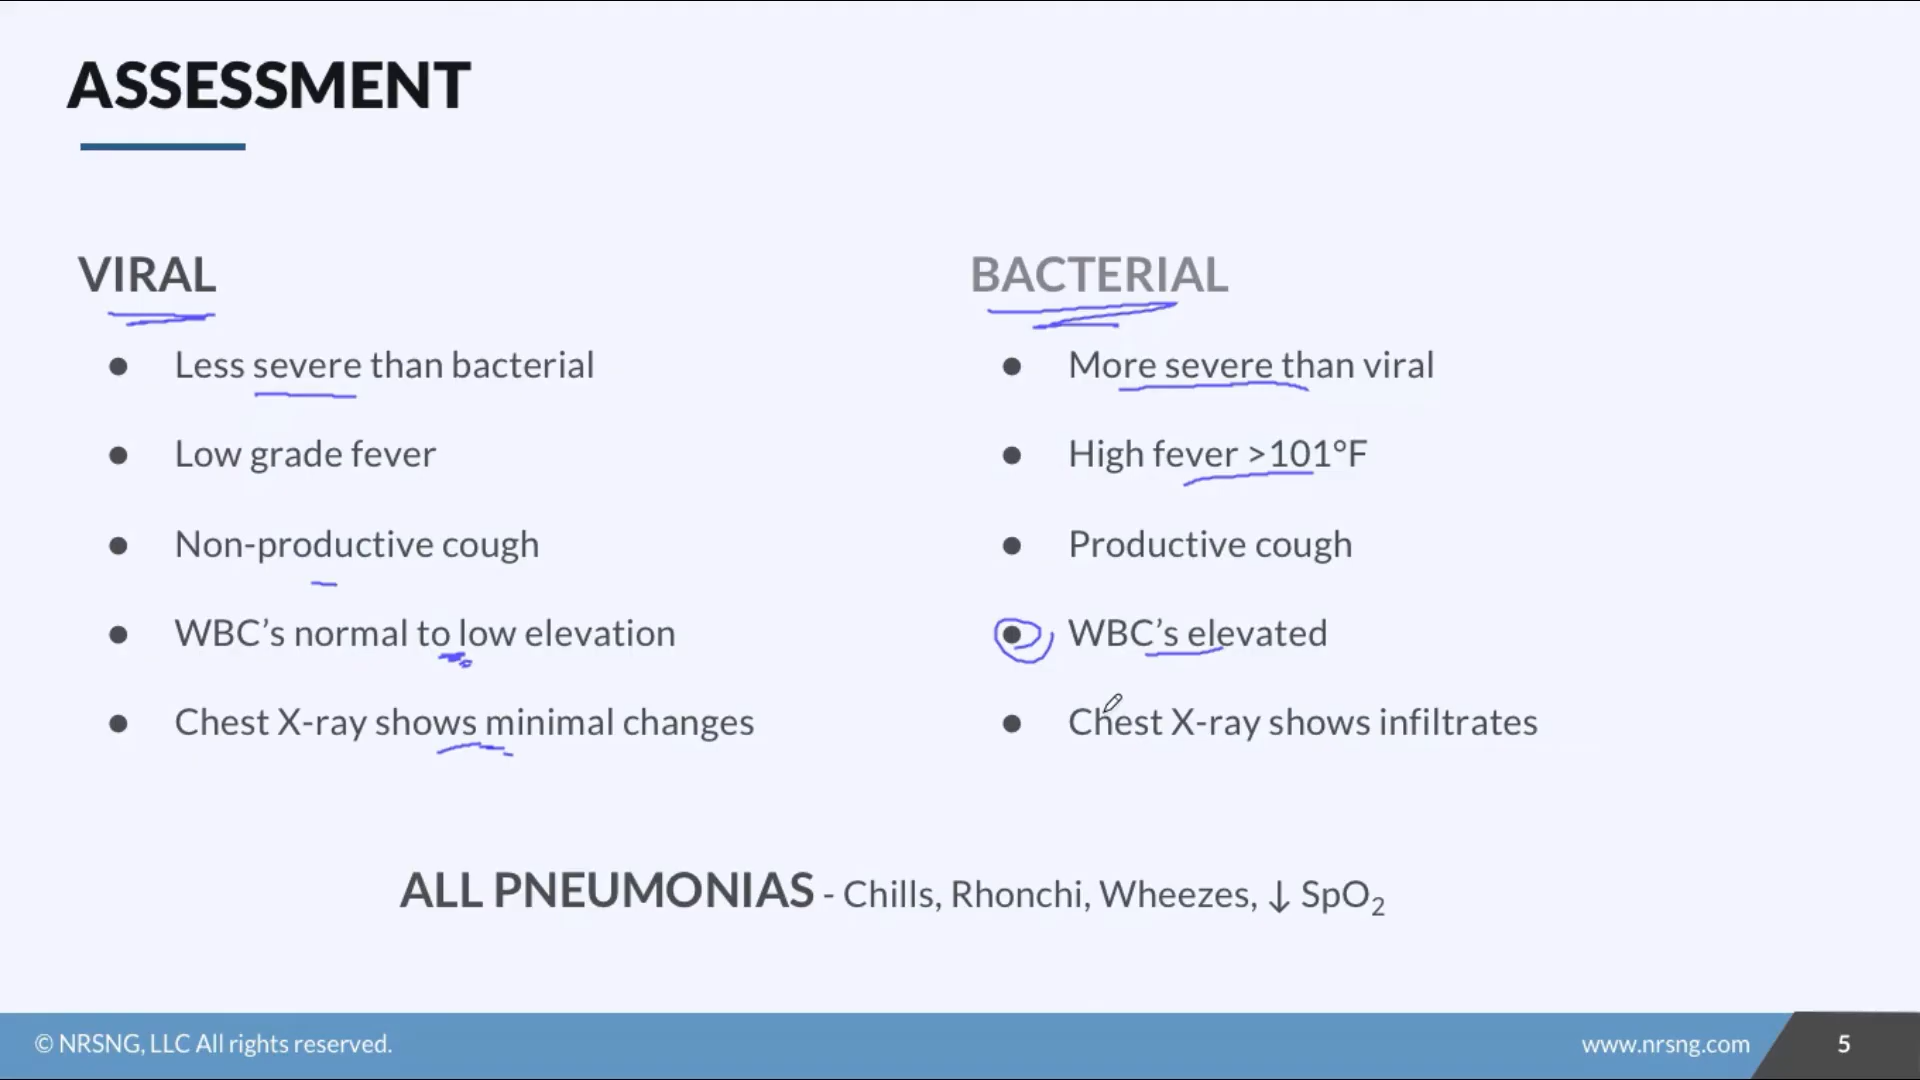 ASSESSMENT
VIRAL
● Less severe than bacterial
● Low grade fever
● Non-productive cough
● WBC’s normal to low elevation
● Chest X-ray shows minimal changes
BACTERIAL
● More severe than viral
● High fever >101°F
● Productive cough
● WBC’s elevated
● Chest X-ray shows infiltrates
ALL PNEUMONIAS - Chills, Rhonchi, Wheezes, ↓ SpO₂
© NRSNG, LLC All rights reserved.
www.nrsng.com
5